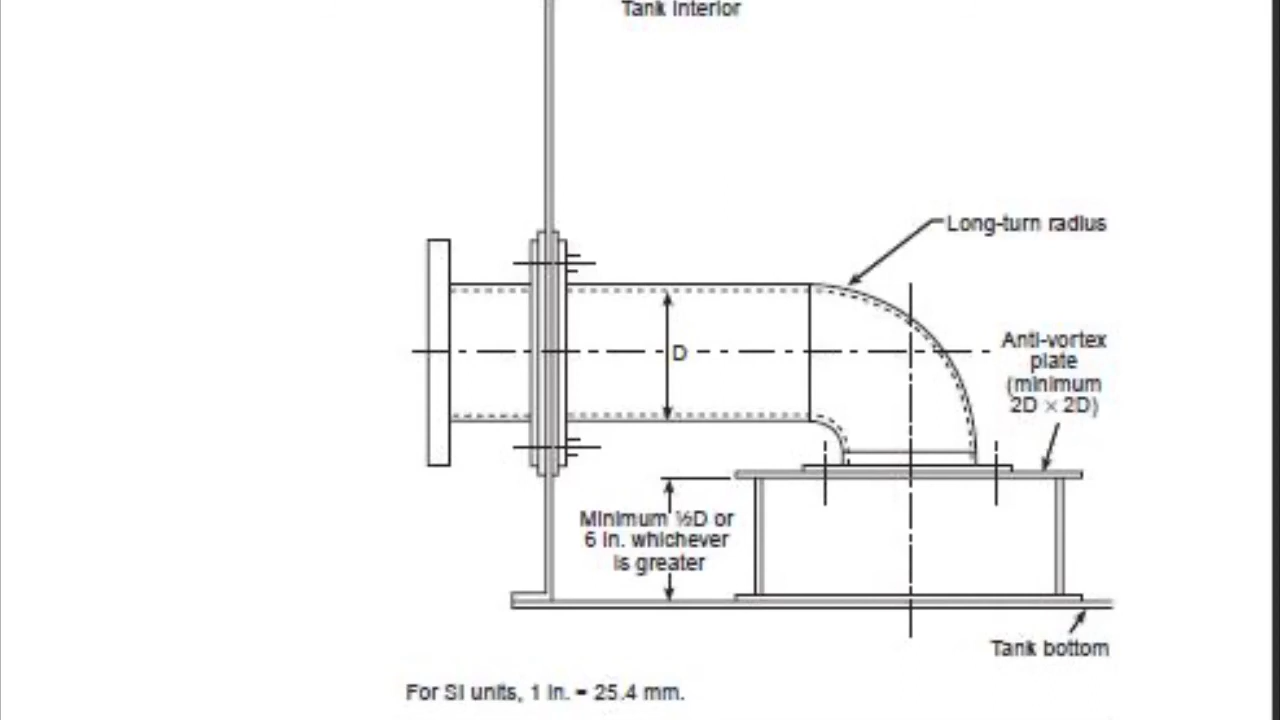 Tank interior
Long-turn radius
Anti-vortex
plate
(minimum
2D × 2D)
D
Minimum ½D or
6 in. whichever
is greater
Tank bottom
For SI units, 1 in. = 25.4 mm.